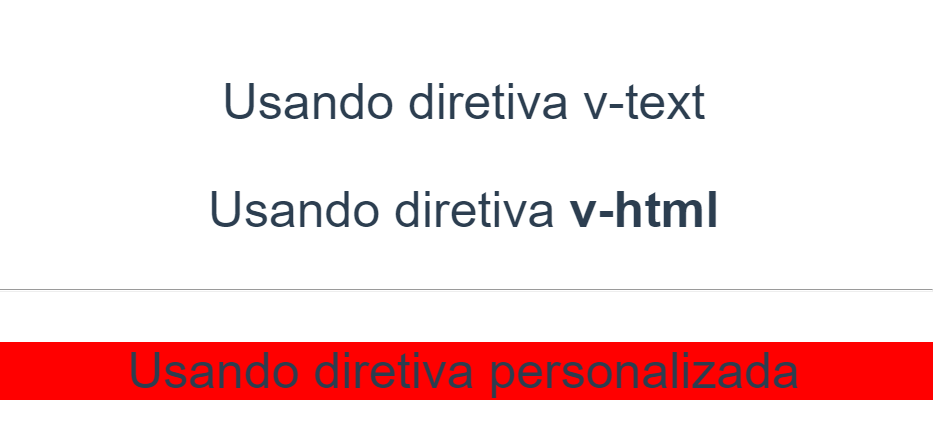 Usando diretiva v-text
Usando diretiva v-html
Usando diretiva personalizada